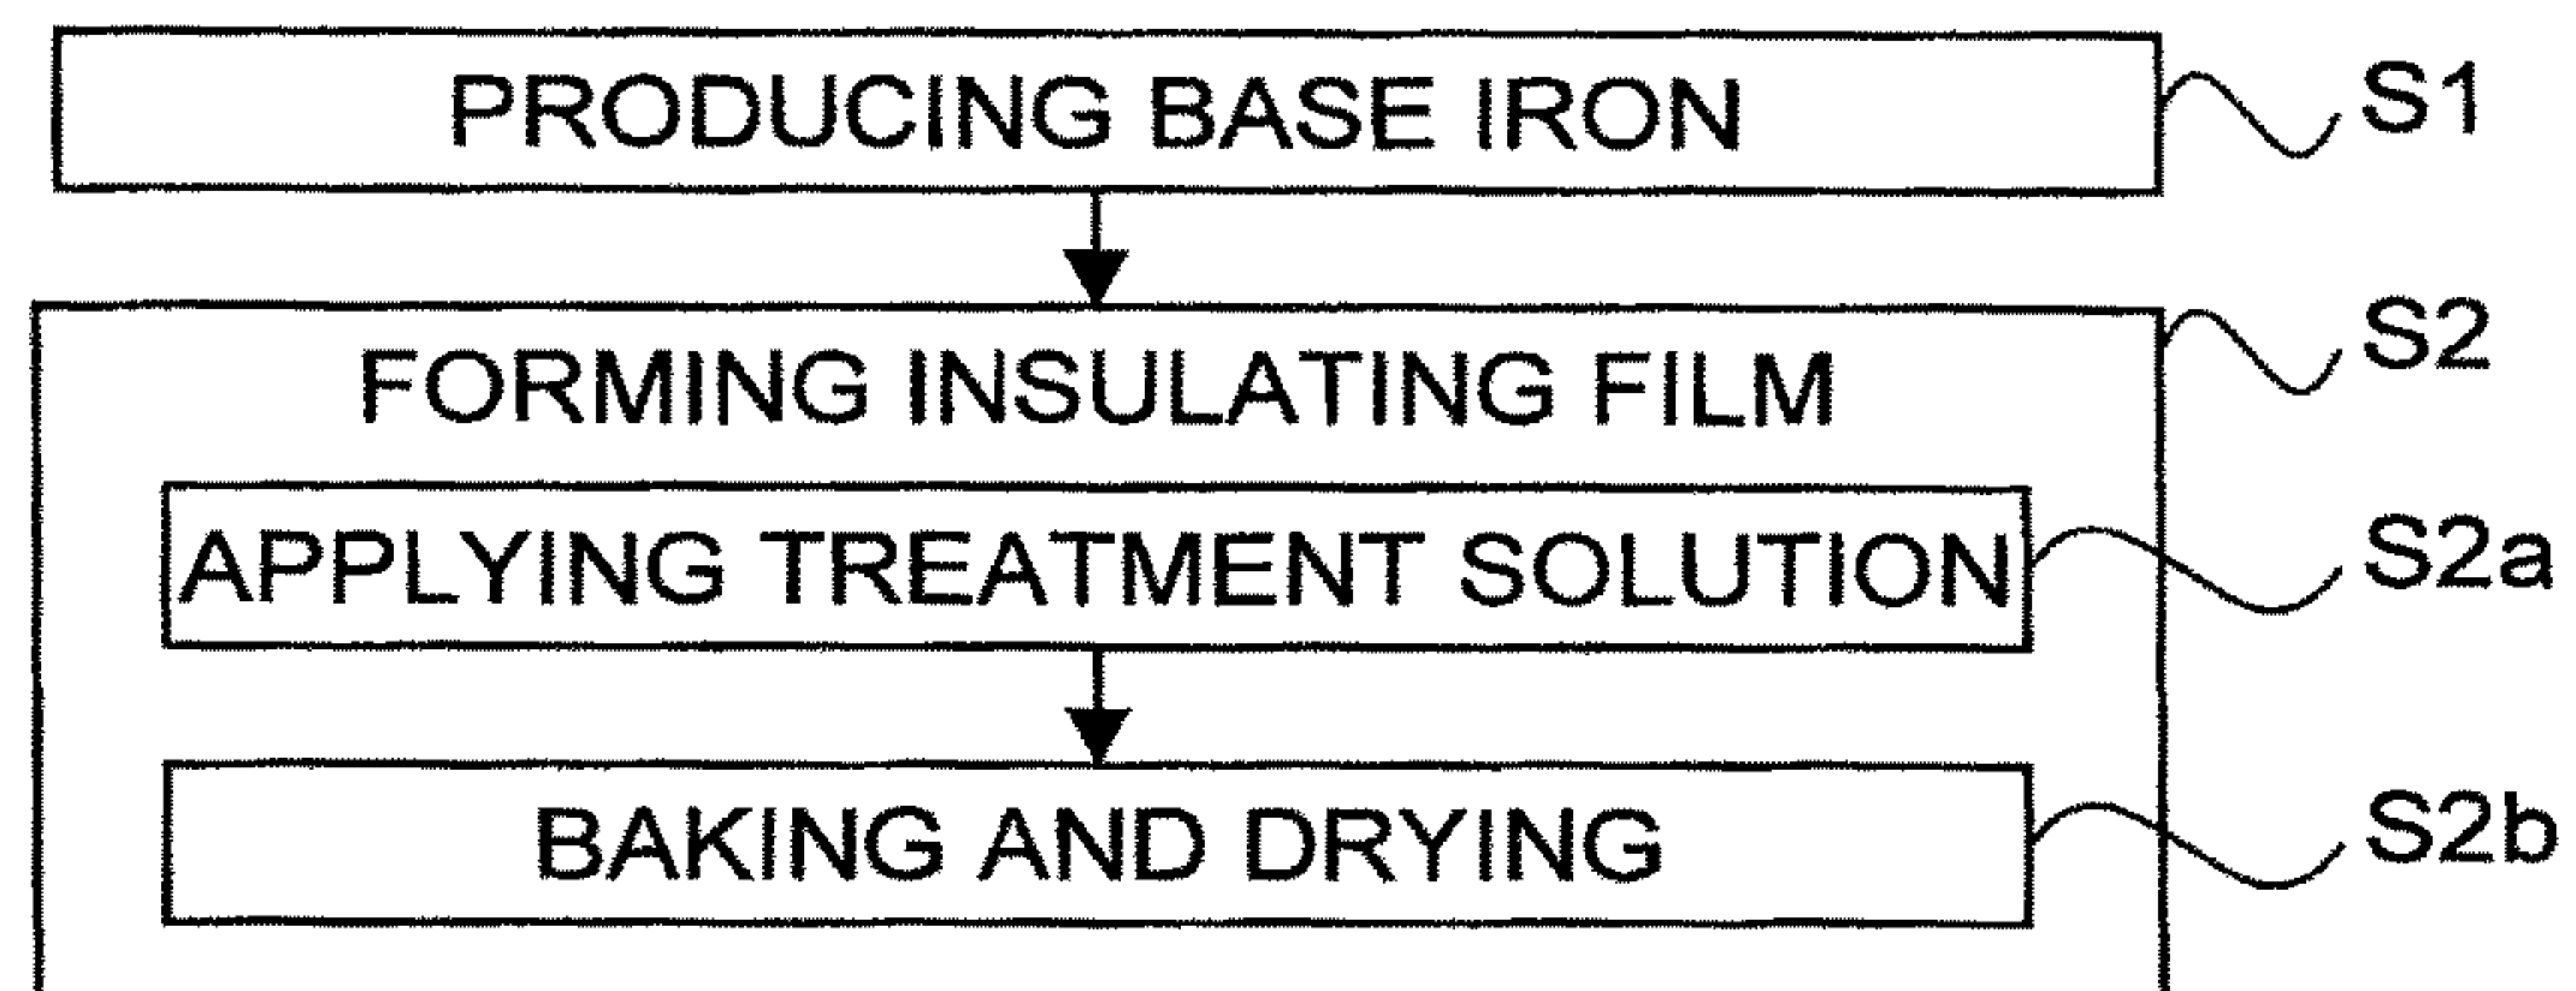 PRODUCING BASE IRON S1
FORMING INSULATING FILM S2
APPLYING TREATMENT SOLUTION S2a
BAKING AND DRYING S2b